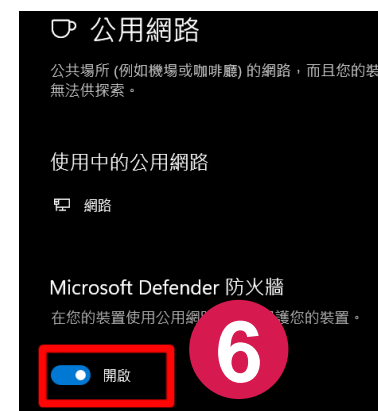 公用網路
公共場所 (例如機場或咖啡廳) 的網路，而且您的裝
無法供探索。
使用中的公用網路
網路
Microsoft Defender 防火牆
在您的裝置使用公用網 護您的裝置。
6
開啟